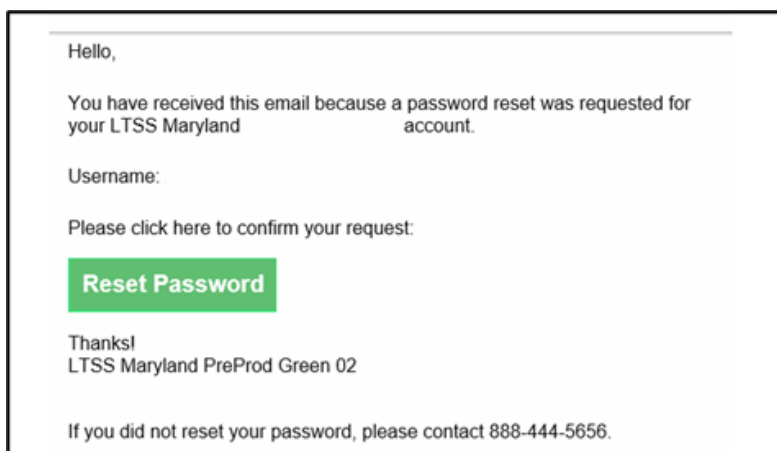 Hello,
You have received this email because a password reset was requested for
your LTSS Maryland account.
Username:
Please click here to confirm your request:
Reset Password
Thanks!
LTSS Maryland PreProd Green 02
If you did not reset your password, please contact 888-444-5656.